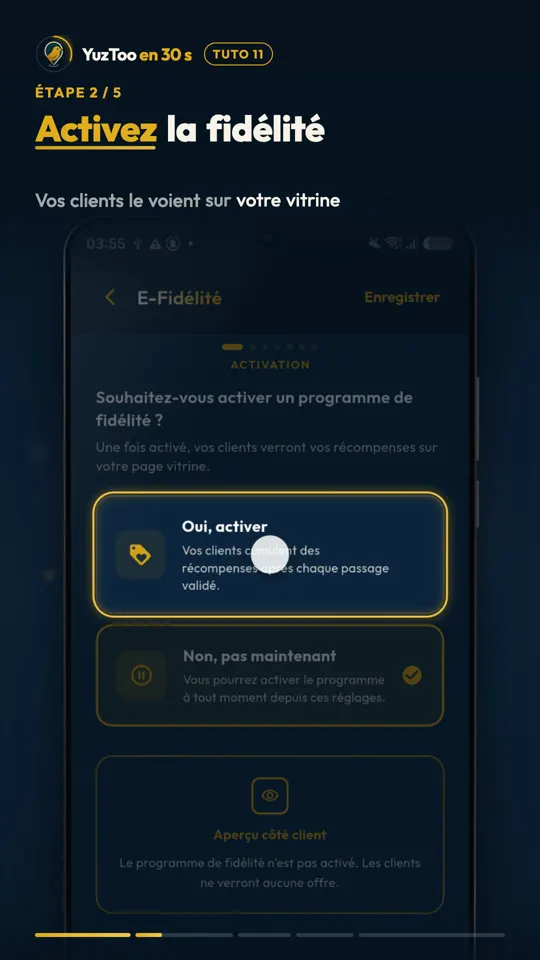 YuzToo en 30 s
TUTO 11
ÉTAPE 2 / 5
Activez la fidélité
Vos clients le voient sur votre vitrine
03:55
E-Fidélité
Enregistrer
ACTIVATION
Souhaitez-vous activer un programme de
fidélité ?
Une fois activé, vos clients verront vos récompenses sur
votre page vitrine.
Oui, activer
Vos clients cumulent des
récompenses après chaque passage
validé.
Non, pas maintenant
Vous pourrez activer le programme
à tout moment depuis ces réglages.
Aperçu côté client
Le programme de fidélité n'est pas activé. Les clients
ne verront aucune offre.